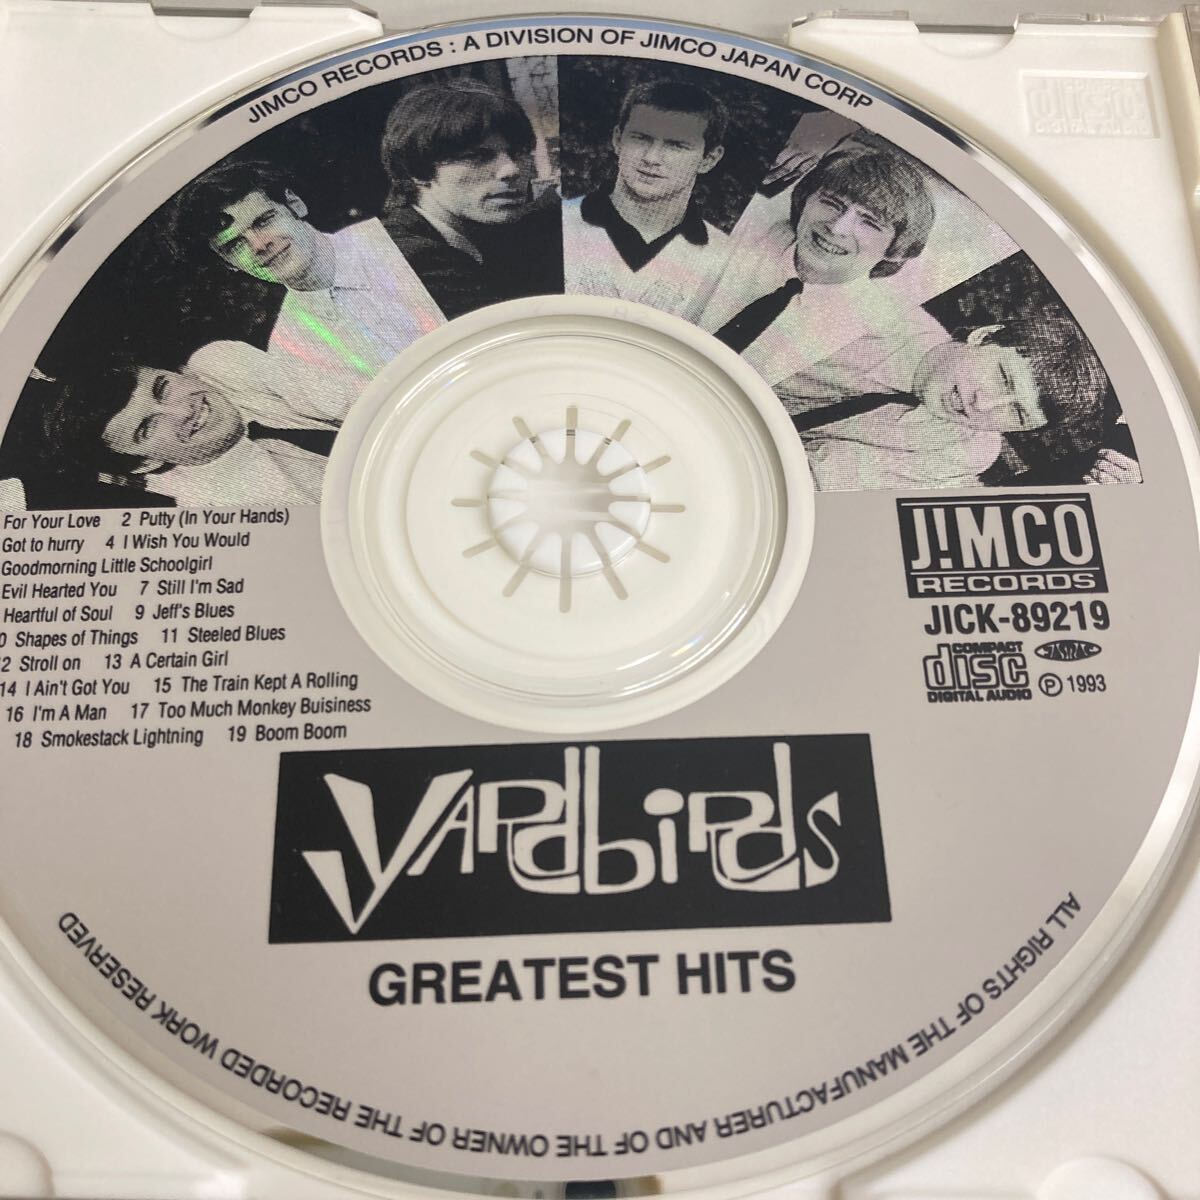 JIMCO RECORDS : A DIVISION OF JIMCO JAPAN CORP
disc
For Your Love 2 Putty (In Your Hands)
Got to hurry 4 I Wish You Would
Goodmorning Little Schoolgirl
Evil Hearted You 7 Still I'm Sad
Heartful of Soul 9 Jeff's Blues
0 Shapes of Things 11 Steeled Blues
2 Stroll on 13 A Certain Girl
14 I Ain't Got You 15 The Train Kept A Rolling
16 I'm A Man 17 Too Much Monkey Buisiness
18 Smokestack Lightning 19 Boom Boom
J!MCO
RECORDS
JICK-89219
COMPACT
disc
DIGITAL AUDIO
JASRAC
℗ 1993
YARdbiRds
GREATEST HITS
ALL RIGHTS OF THE MANUFACTURER AND OF THE OWNER OF THE RECORDED WORK RESERVED